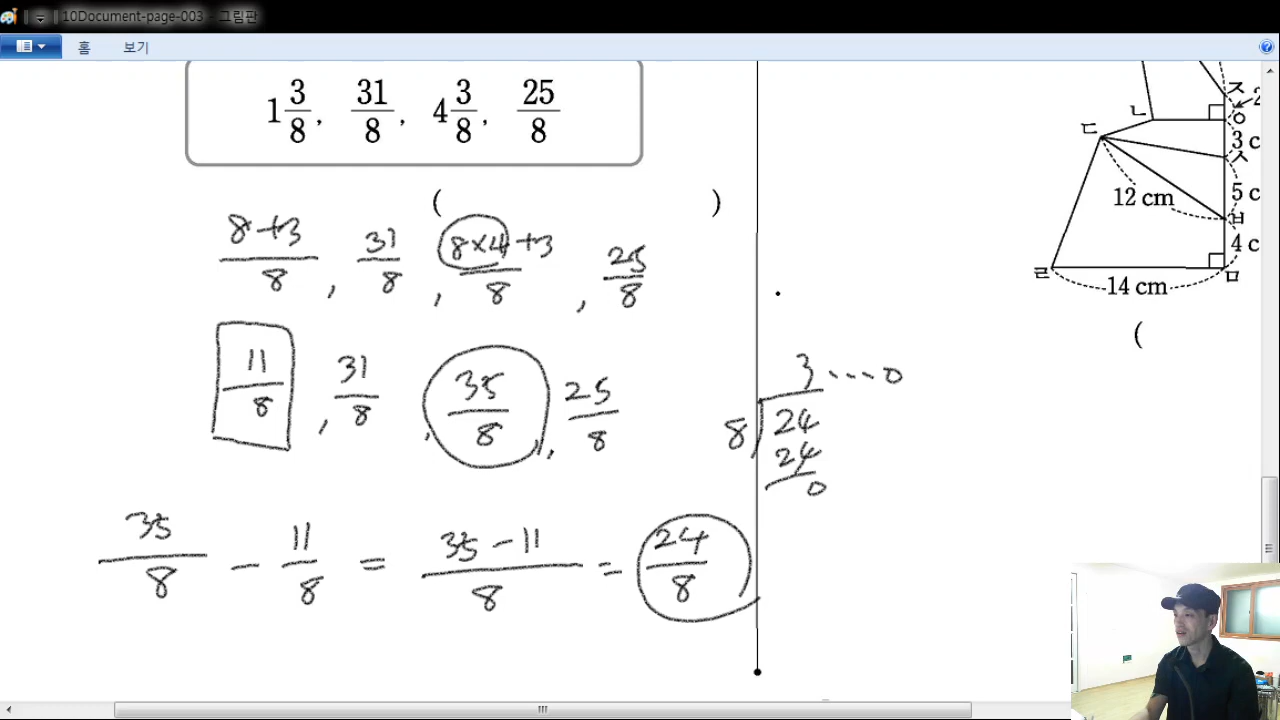 10Document-page-003 - 그림판
홈 보기
1 3/8, 31/8, 4 3/8, 25/8
( )
8+3/8, 31/8, 8×4+3/8, 25/8
11/8, 31/8, 35/8, 25/8
35/8 - 11/8 = 35-11/8 = 24/8
3 ... 0
8 24
24
0
ㅈ
2
ㄴ ㅇ
ㄷ 3 c
ㅅ
12 cm 5 c
ㅂ
4 c
ㄹ ㅁ
14 cm
(